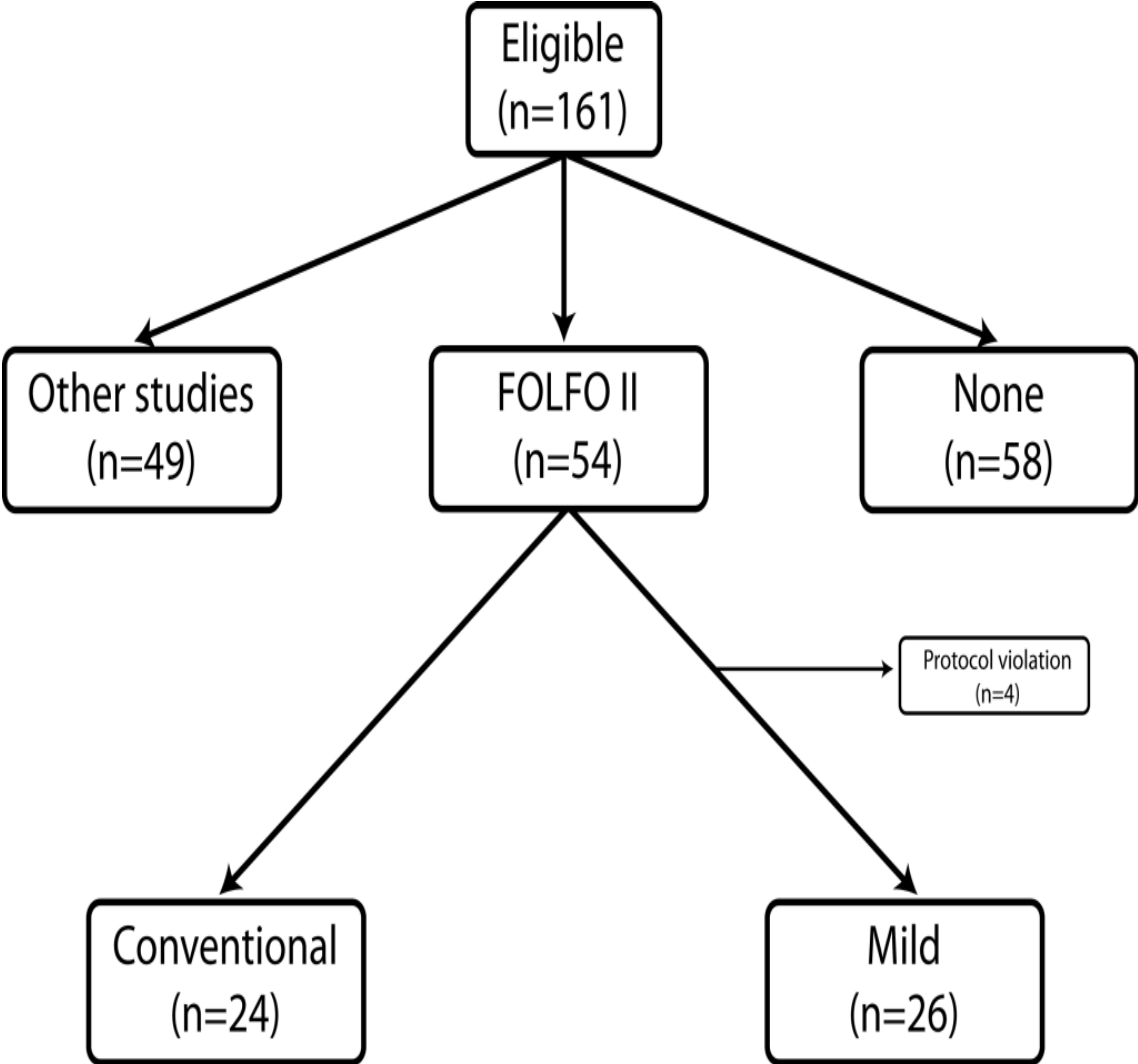 Eligible
(n=161)
Other studies
(n=49)
FOLFO II
(n=54)
None
(n=58)
Protocol violation
(n=4)
Conventional
(n=24)
Mild
(n=26)